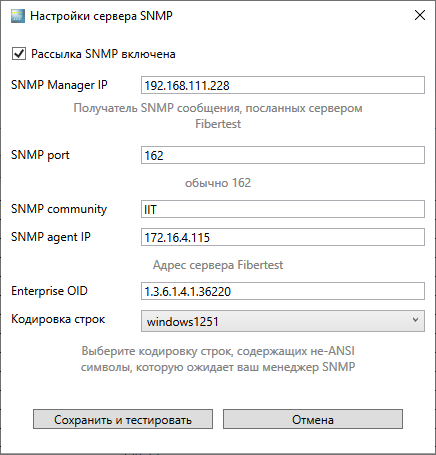 Настройки сервера SNMP
Рассылка SNMP включена
SNMP Manager IP 192.168.111.228
Получатель SNMP сообщения, посланных сервером
Fibertest
SNMP port 162
обычно 162
SNMP community IIT
SNMP agent IP 172.16.4.115
Адрес сервера Fibertest
Enterprise OID 1.3.6.1.4.1.36220
Кодировка строк windows1251
Выберите кодировку строк, содержащих не-ANSI
символы, которую ожидает ваш менеджер SNMP
Сохранить и тестировать Отмена